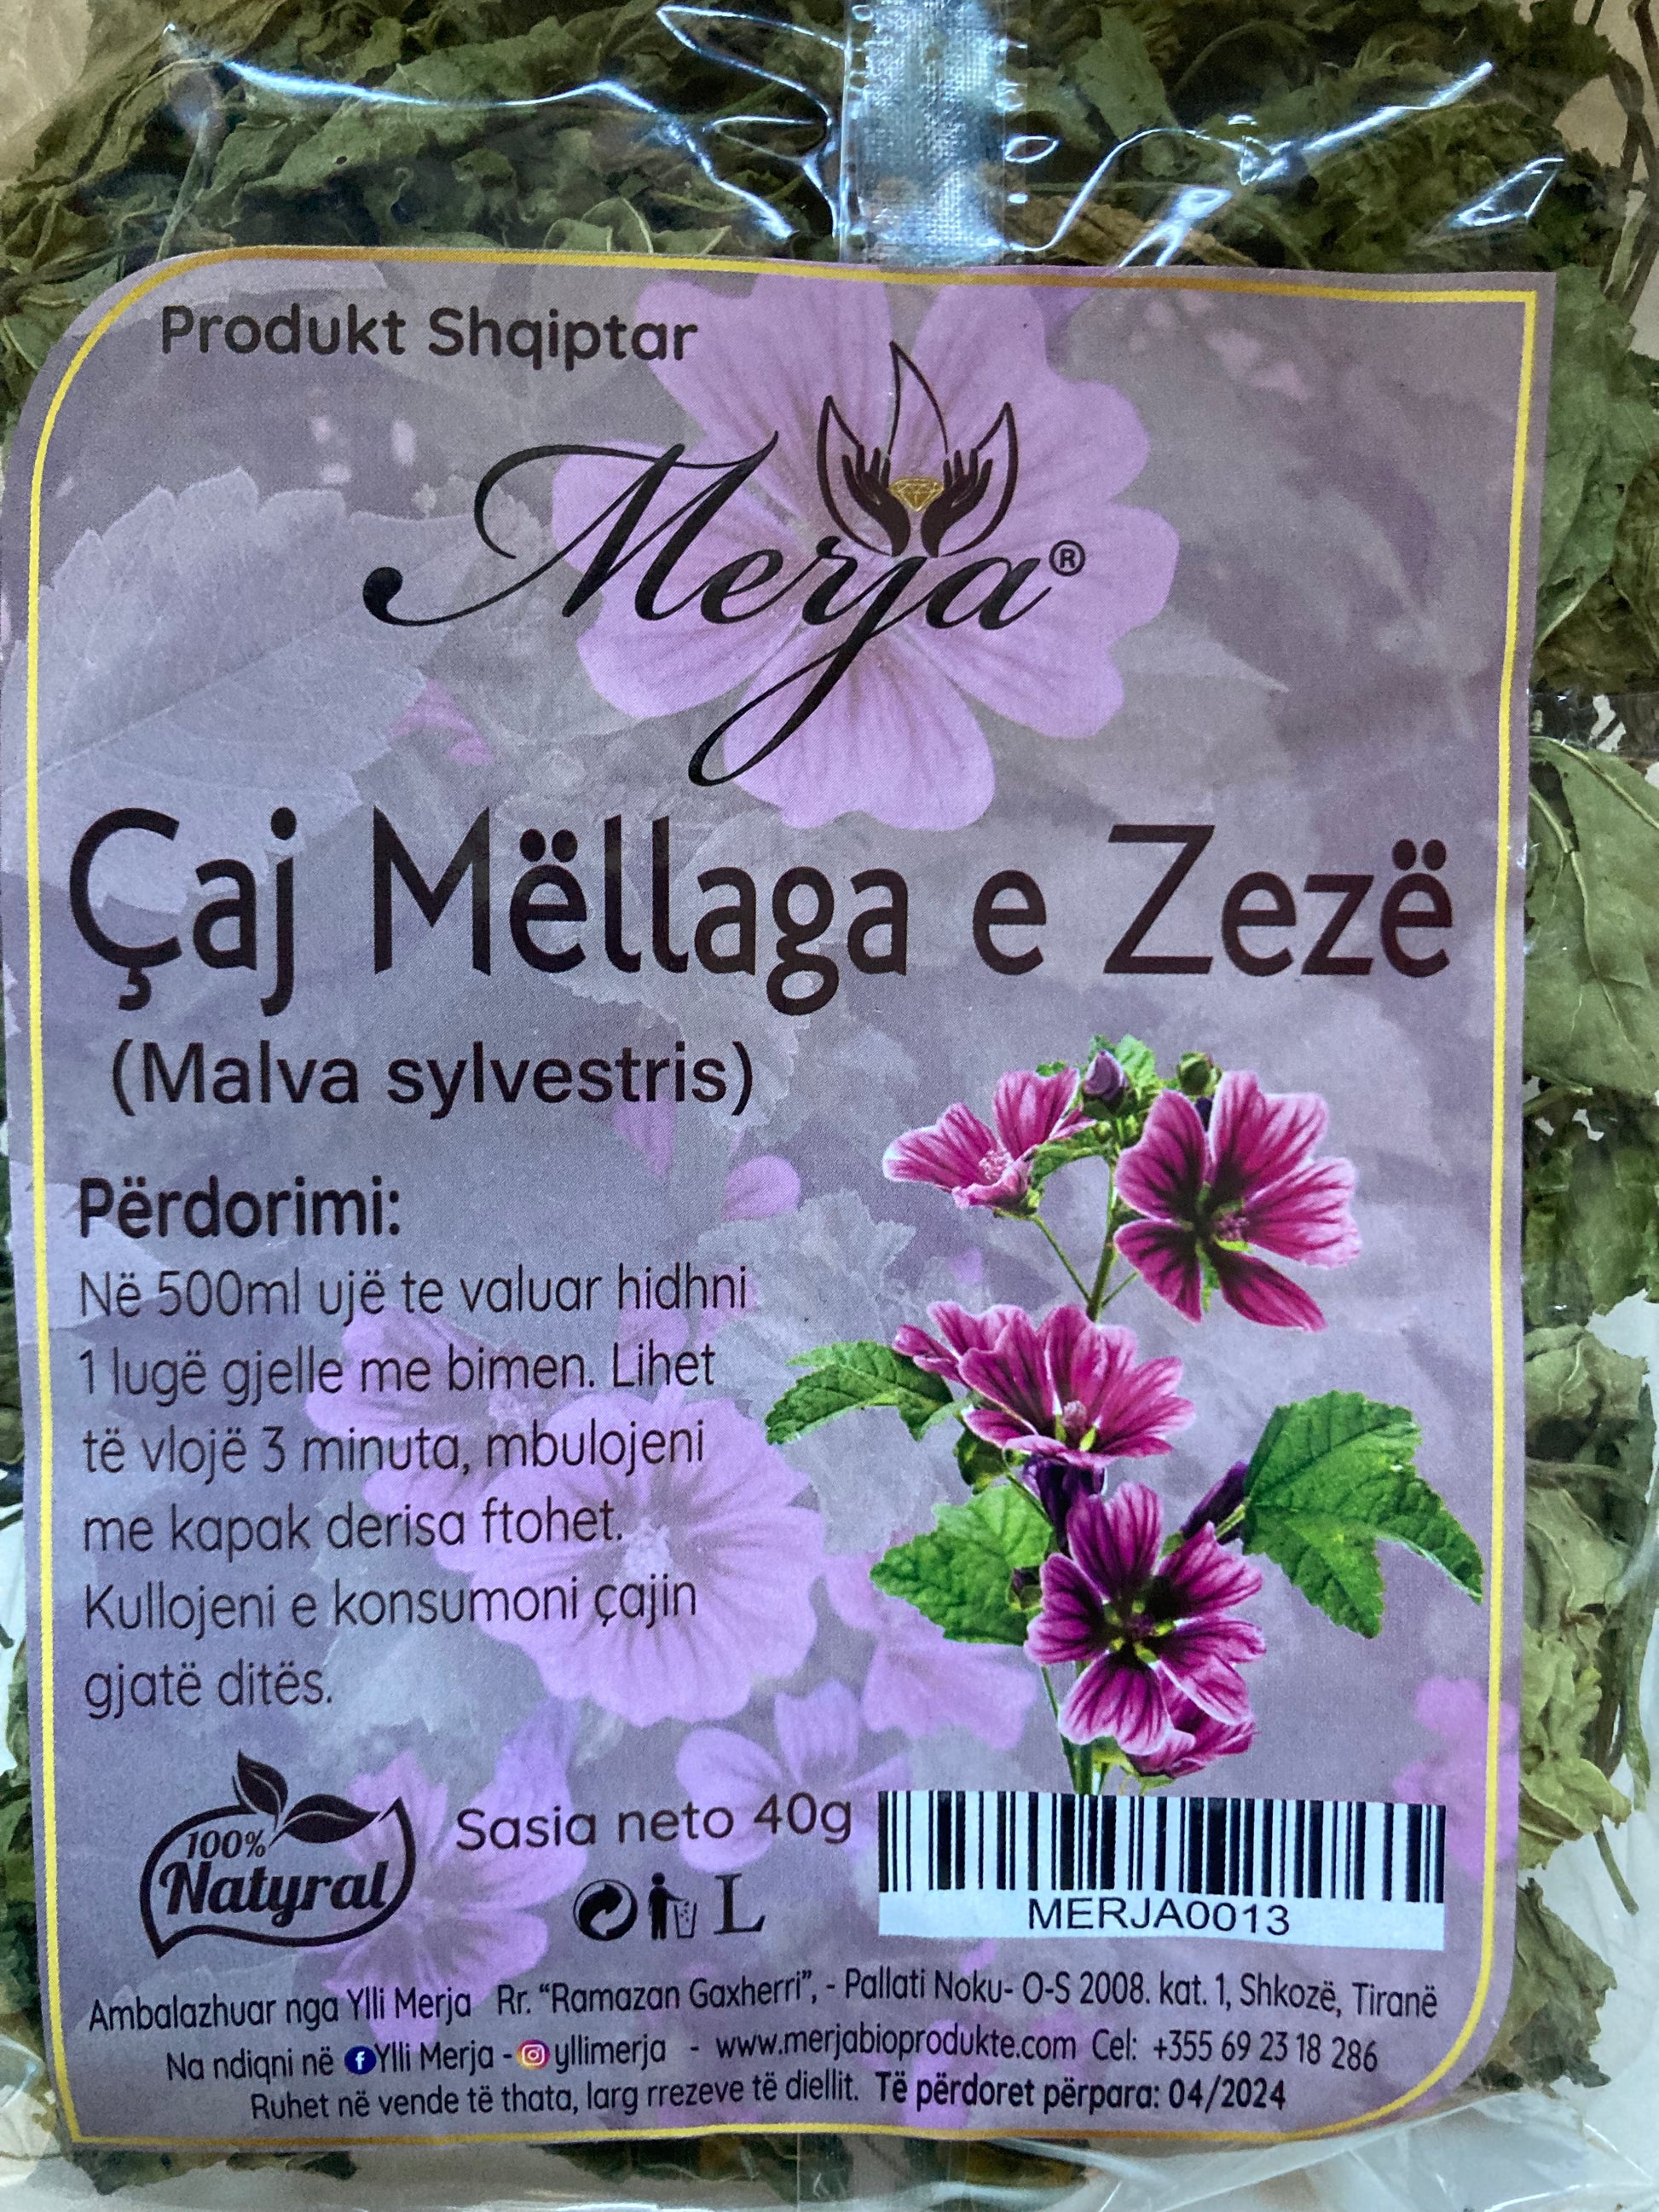 Produkt Shqiptar
Merja®
Çaj Mëllaga e Zezë
(Malva sylvestris)
Përdorimi:
Në 500ml ujë te valuar hidhni
1 lugë gjelle me bimen. Lihet
të vlojë 3 minuta, mbulojeni
me kapak derisa ftohet.
Kullojeni e konsumoni çajin
gjatë ditës.
100%
Natyral
Sasia neto 40g
L
MERJA0013
Ambalazhuar nga Ylli Merja Rr. "Ramazan Gaxherri", - Pallati Noku- O-S 2008. kat. 1, Shkozë, Tiranë
Na ndiqni në f Ylli Merja - yllimerja - www.merjabioprodukte.com Cel: +355 69 23 18 286
Ruhet në vende të thata, larg rrezeve të diellit. Të përdoret përpara: 04/2024